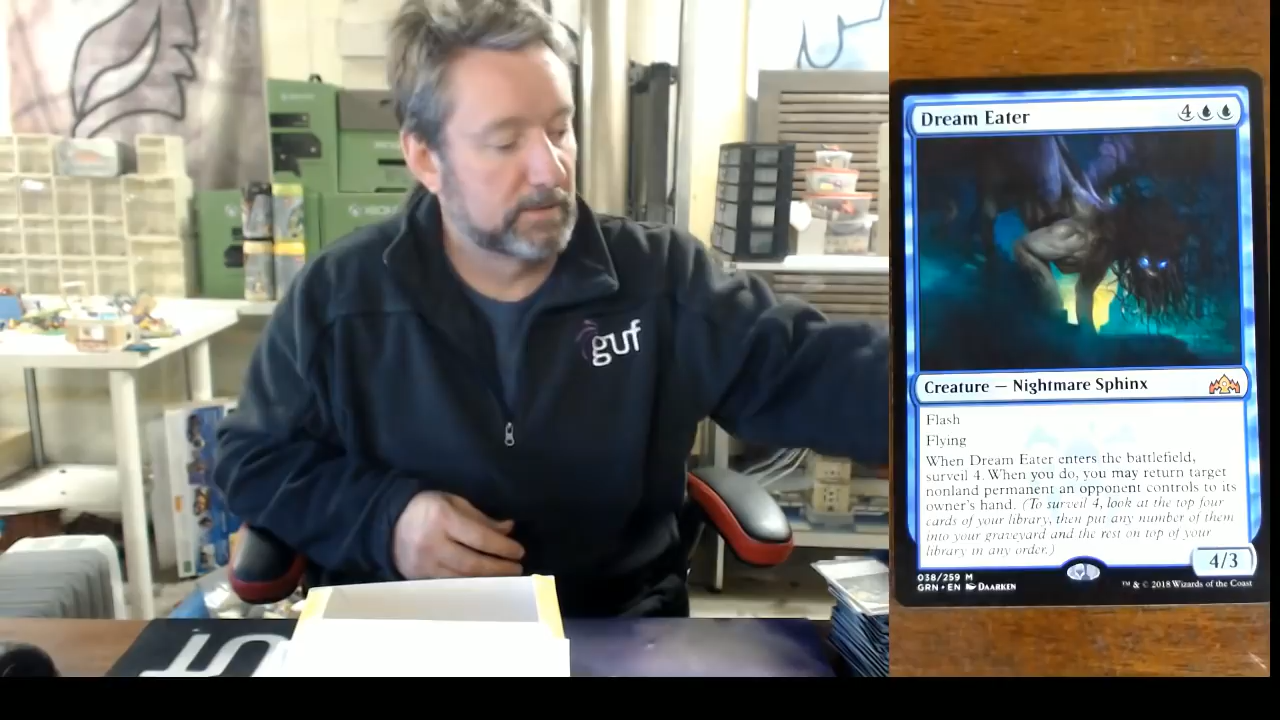 guf
Dream Eater 4
Creature — Nightmare Sphinx
Flash
Flying
When Dream Eater enters the battlefield,
surveil 4. When you do, you may return target
nonland permanent an opponent controls to its
owner's hand. (To surveil 4, look at the top four
cards of your library, then put any number of them
into your graveyard and the rest on top of your
library in any order.)
4/3
038/259 M
GRN • EN DAARKEN
™ & © 2018 Wizards of the Coast